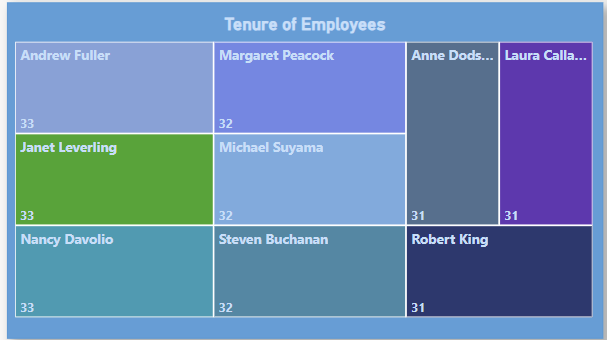 Tenure of Employees
Andrew Fuller
33
Margaret Peacock
32
Anne Dods...
31
Laura Calla...
31
Janet Leverling
33
Michael Suyama
32
Nancy Davolio
33
Steven Buchanan
32
Robert King
31